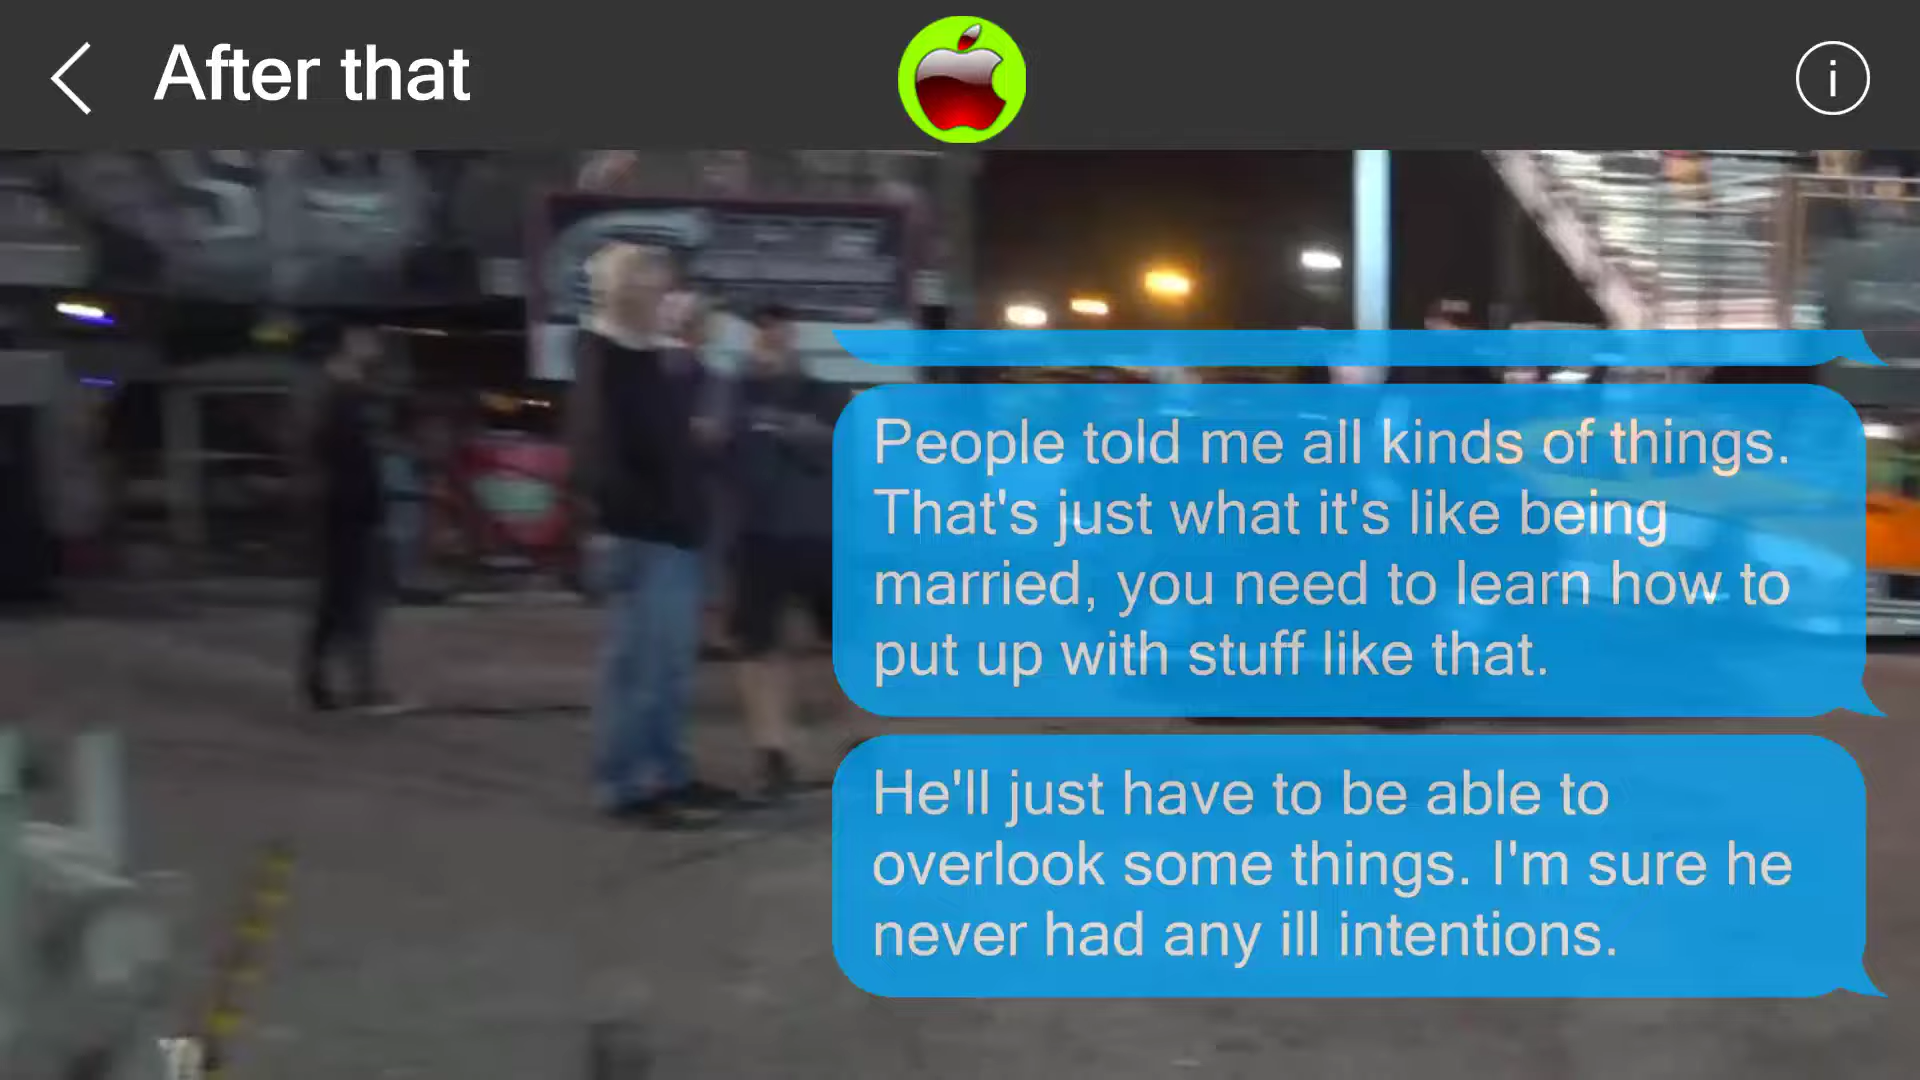 After that
People told me all kinds of things.
That's just what it's like being
married, you need to learn how to
put up with stuff like that.
He'll just have to be able to
overlook some things. I'm sure he
never had any ill intentions.